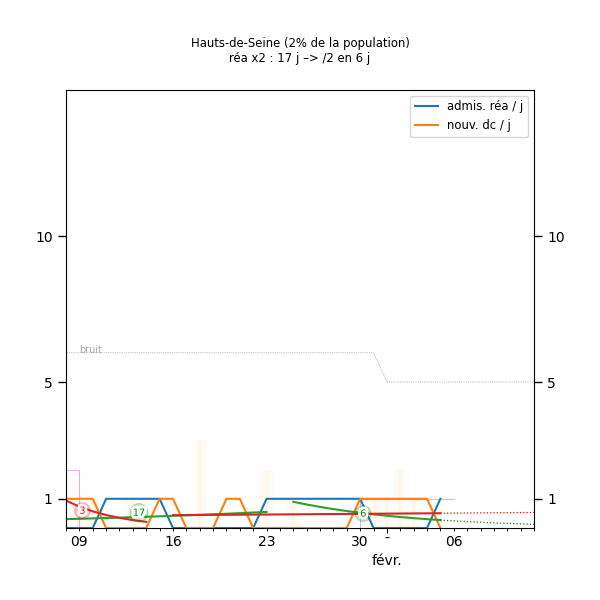 Hauts-de-Seine (2% de la population)
réa x2 : 17 j –> /2 en 6 j
admis. réa / j
nouv. dc / j
10 10
bruit
5 5
1 1
3 17 6
09 16 23 30 - 06
févr.